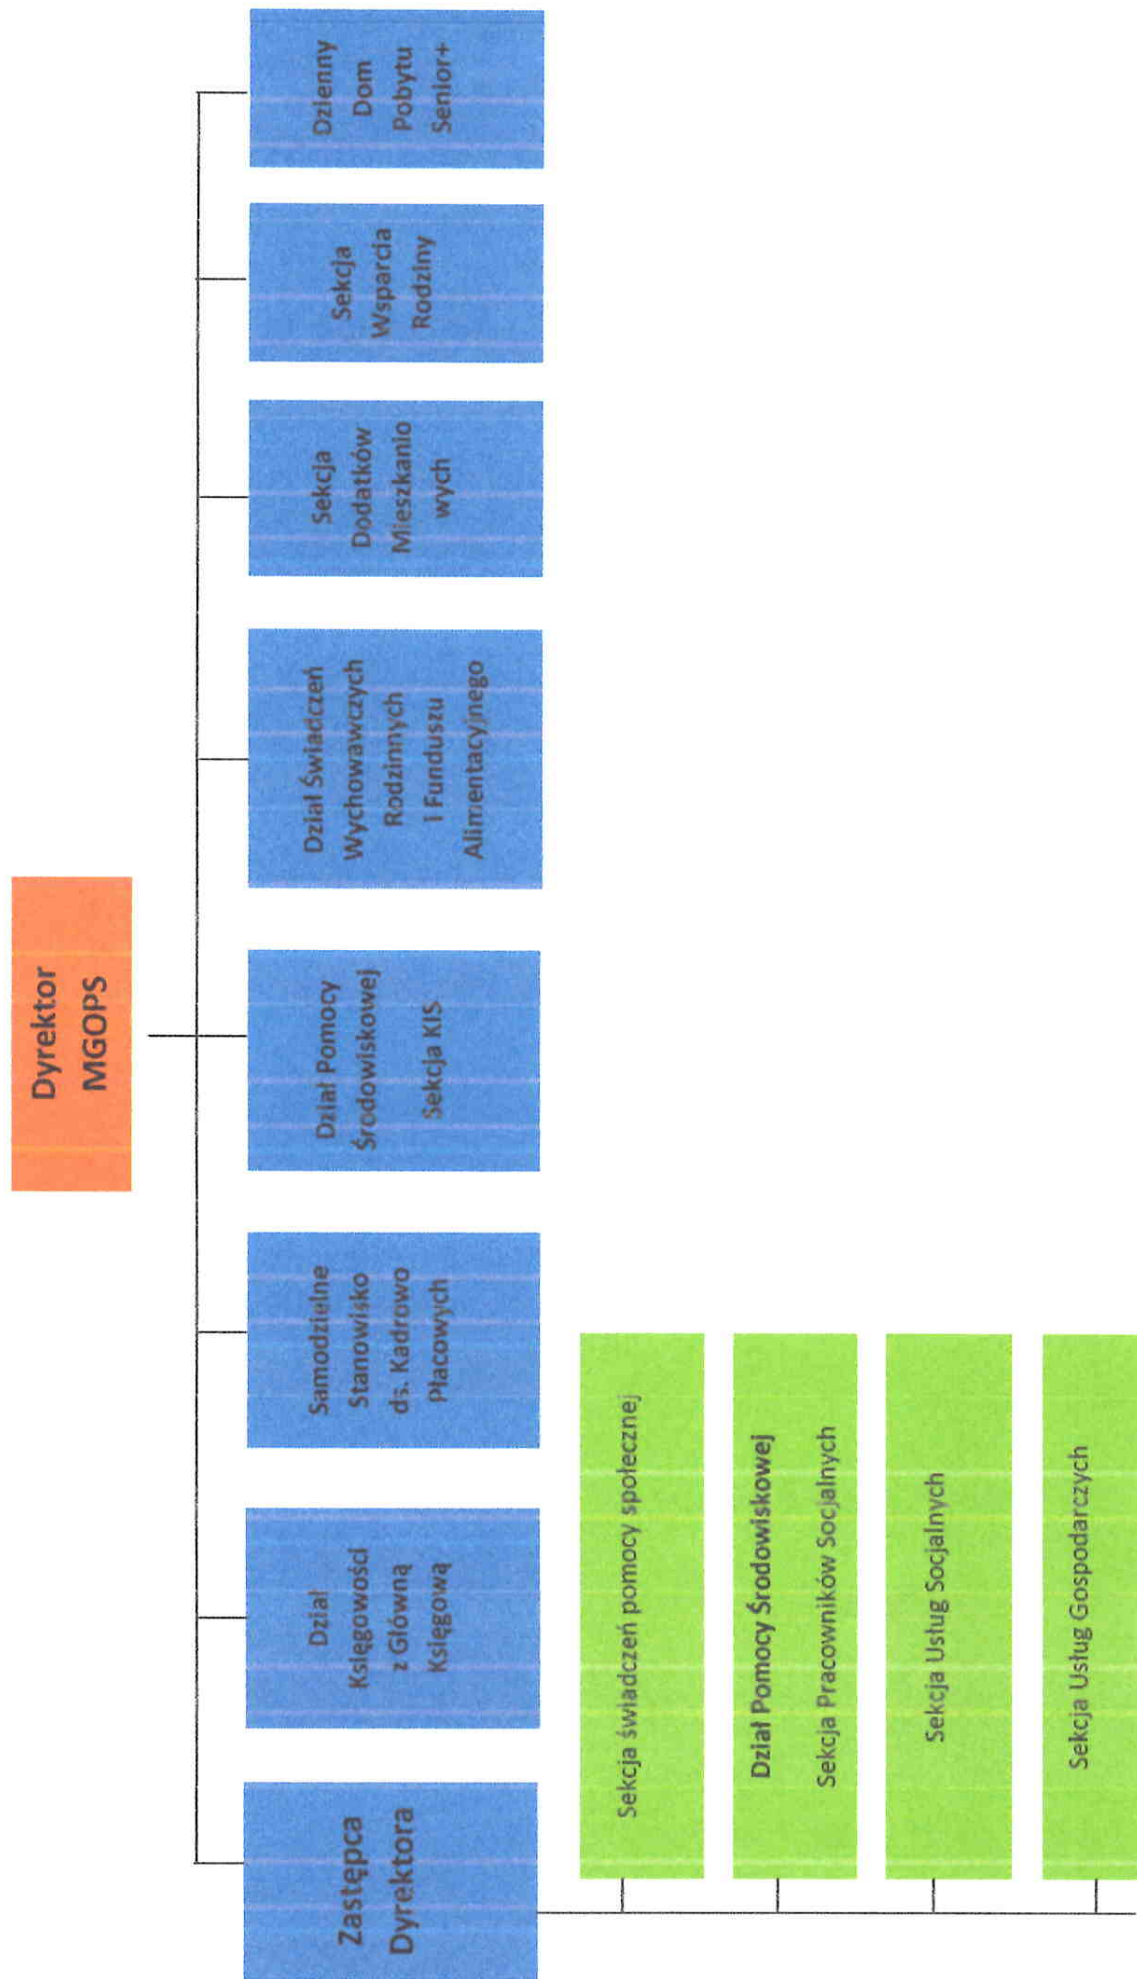 Dyrektor
MGOPS
Zastępca
Dyrektora
Dział
Księgowości
z Główną
Księgową
Samodzielne
Stanowisko
ds. Kadrowo
Płacowych
Dział Pomocy
Środowiskowej
Sekcja KIS
Dział Świadczeń
Wychowawczych
Rodzinnych
i Funduszu
Alimentacyjnego
Sekcja
Dodatków
Mieszkanio
wych
Sekcja
Wsparcia
Rodziny
Dzienny
Dom
Pobytu
Senior+
Sekcja świadczeń pomocy społecznej
Dział Pomocy Środowiskowej
Sekcja Pracowników Socjalnych
Sekcja Usług Socjalnych
Sekcja Usług Gospodarczych